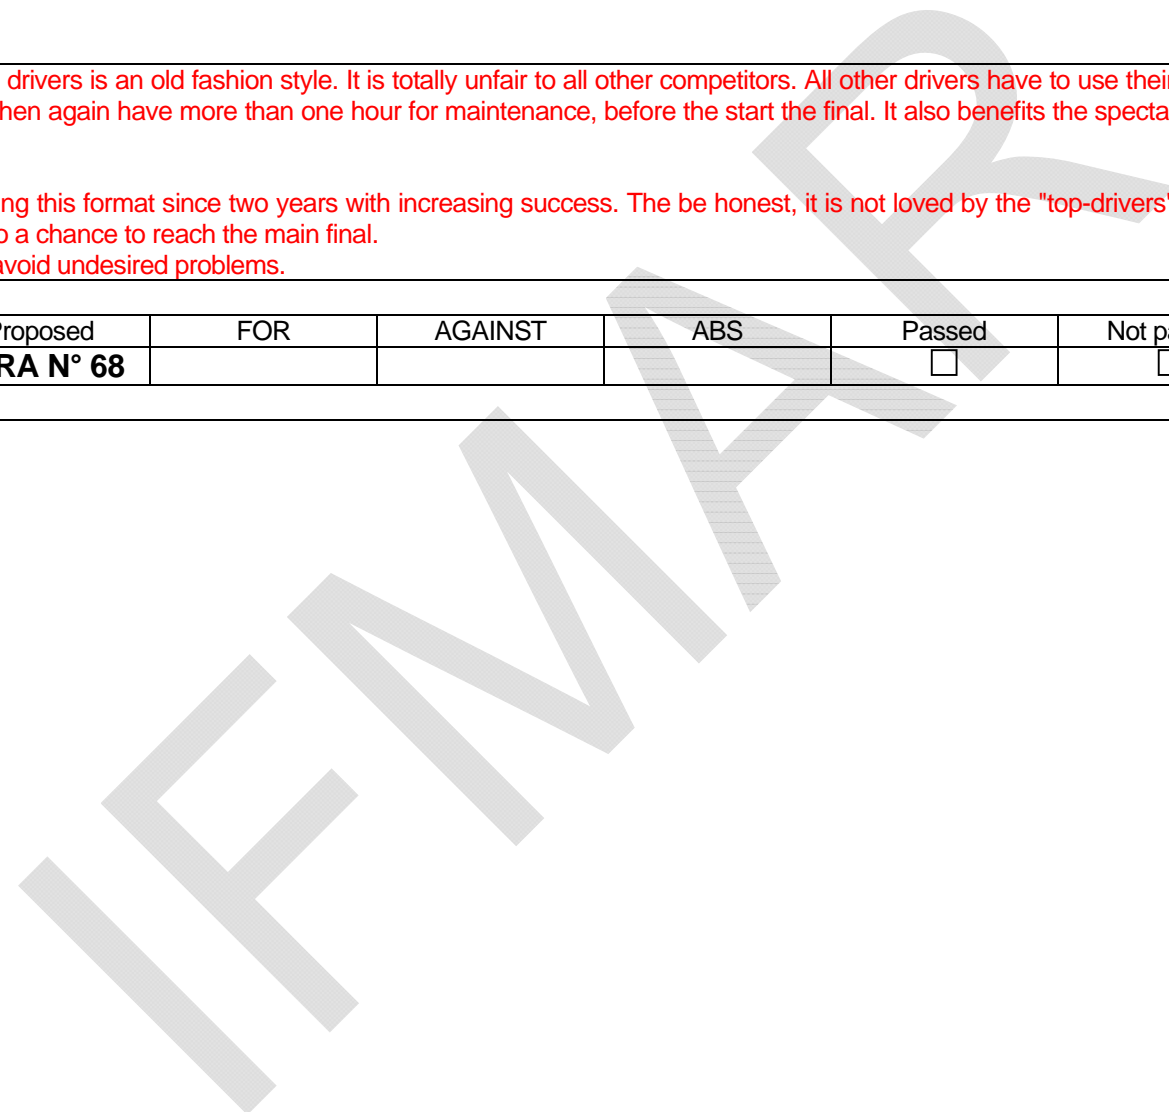 drivers is an old fashion style. It is totally unfair to all other competitors. All other drivers have to use their
hen again have more than one hour for maintenance, before the start the final. It also benefits the specta
ng this format since two years with increasing success. The be honest, it is not loved by the "top-drivers"
o a chance to reach the main final.
avoid undesired problems.
Proposed FOR AGAINST ABS Passed Not pa
RA N° 68 ☐ ☐
IFMAR